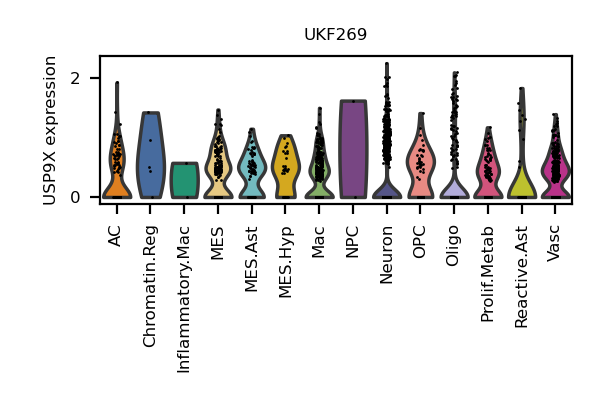 UKF269
USP9X expression
2
0
AC
Chromatin.Reg
Inflammatory.Mac
MES
MES.Ast
MES.Hyp
Mac
NPC
Neuron
OPC
Oligo
Prolif.Metab
Reactive.Ast
Vasc